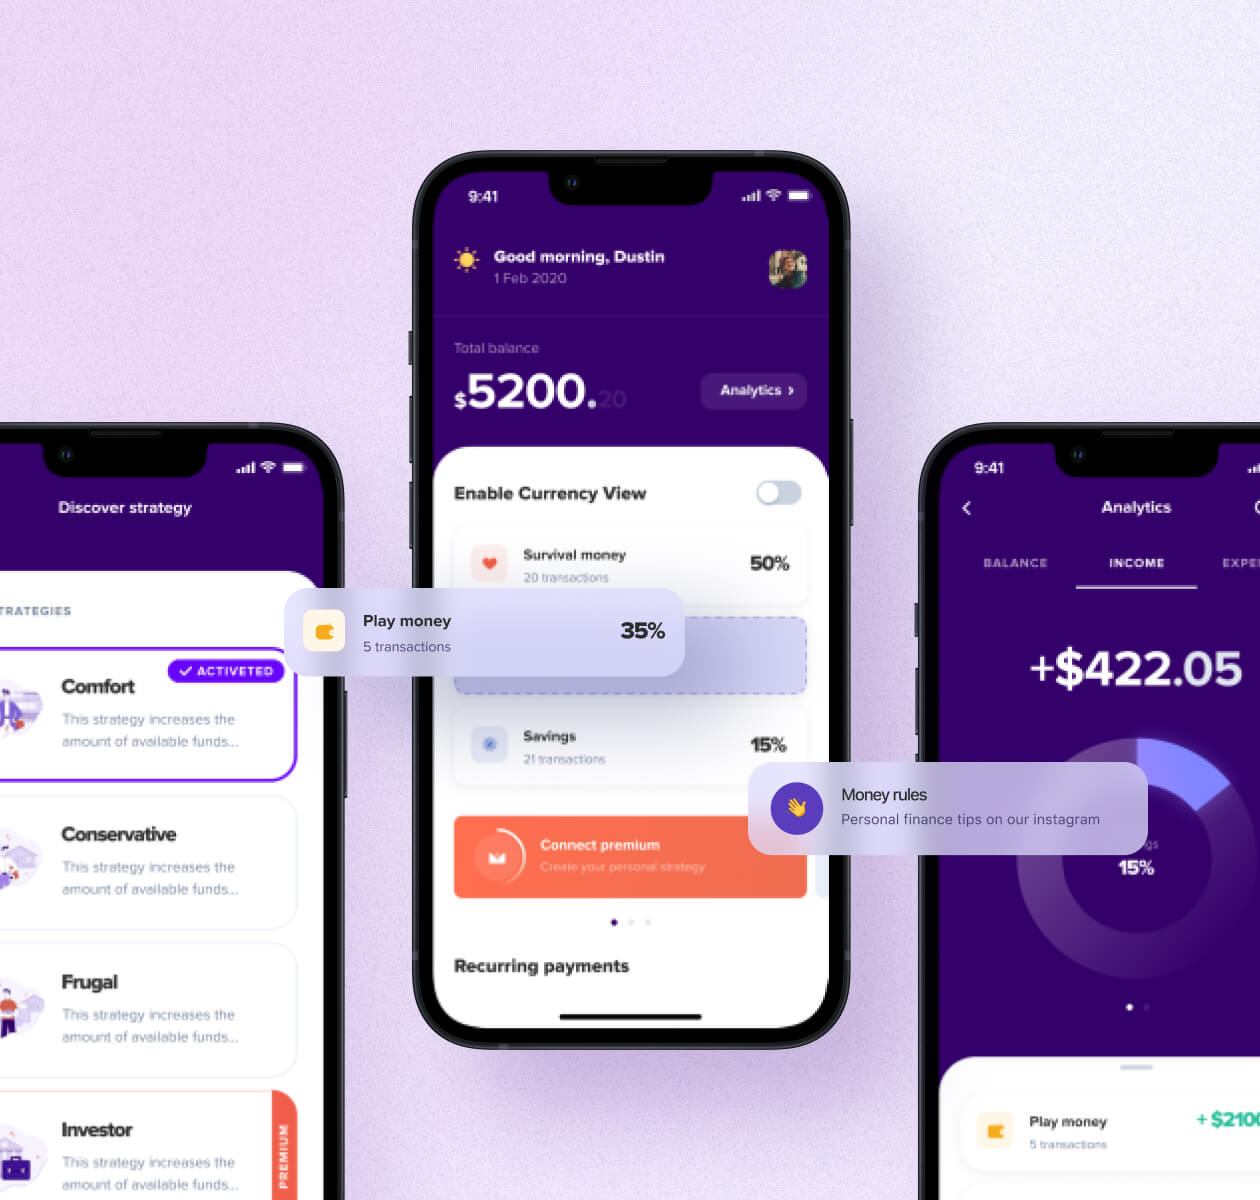 9:41
Good morning, Dustin
1 Feb 2020
Total balance
$5200.20
Analytics ›
Enable Currency View
Survival money
20 transactions
50%
Play money
5 transactions
35%
Savings
21 transactions
15%
Connect premium
Create your personal strategy
Recurring payments
Discover strategy
TRATEGIES
ACTIVETED
Comfort
This strategy increases the
amount of available funds...
Conservative
This strategy increases the
amount of available funds...
Frugal
This strategy increases the
amount of available funds...
Investor
This strategy increases the
amount of available funds...
PREMIUM
Money rules
Personal finance tips on our instagram
9:41
Analytics
BALANCE
INCOME
EXPE
+$422.05
gs
15%
Play money
5 transactions
+ $2100